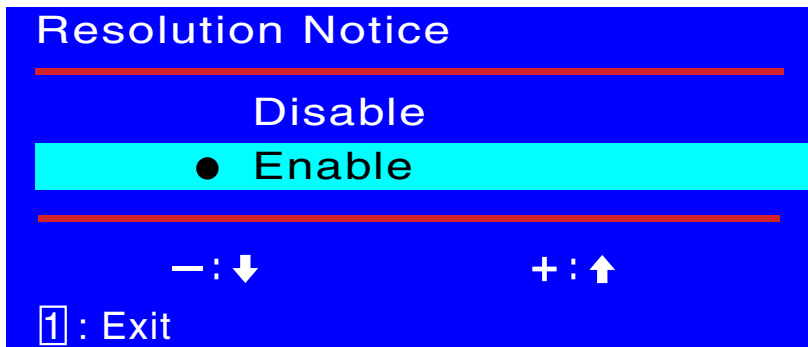 Resolution Notice
Disable
● Enable
–:⬇ +:⬆
1 : Exit